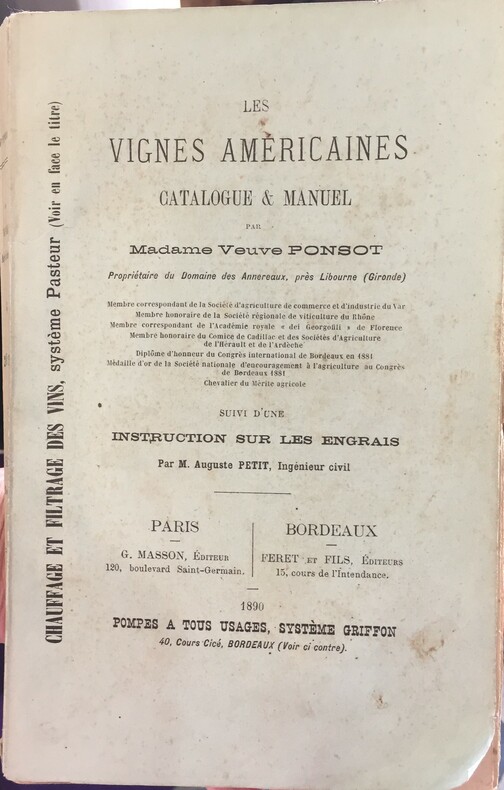 LES
VIGNES AMÉRICAINES
CATALOGUE & MANUEL
PAR
Madame Veuve PONSOT
Propriétaire du Domaine des Annereaux, près Libourne (Gironde)
Membre correspondant de la Société d'agriculture de commerce et d'industrie du Var
Membre honoraire de la Société régionale de viticulture du Rhône
Membre correspondant de l'Académie royale « dei Georgofili » de Florence
Membre honoraire du Comice de Cadillac et des Sociétés d'Agriculture
de l'Hérault et de l'Ardèche
Diplôme d'honneur du Congrès international de Bordeaux en 1881
Médaille d'or de la Société nationale d'encouragement à l'agriculture au Congrès
de Bordeaux 1881
Chevalier du Mérite agricole
SUIVI D'UNE
INSTRUCTION SUR LES ENGRAIS
Par M. Auguste PETIT, Ingénieur civil
PARIS
G. MASSON, ÉDITEUR
120, boulevard Saint-Germain.
BORDEAUX
FERET ET FILS, ÉDITEURS
15, cours de l'Intendance.
1890
POMPES A TOUS USAGES, SYSTÈME GRIFFON
40, Cours Cicé, BORDEAUX (Voir ci contre).
CHAUFFAGE ET FILTRAGE DES VINS, système Pasteur (Voir en face le titre)